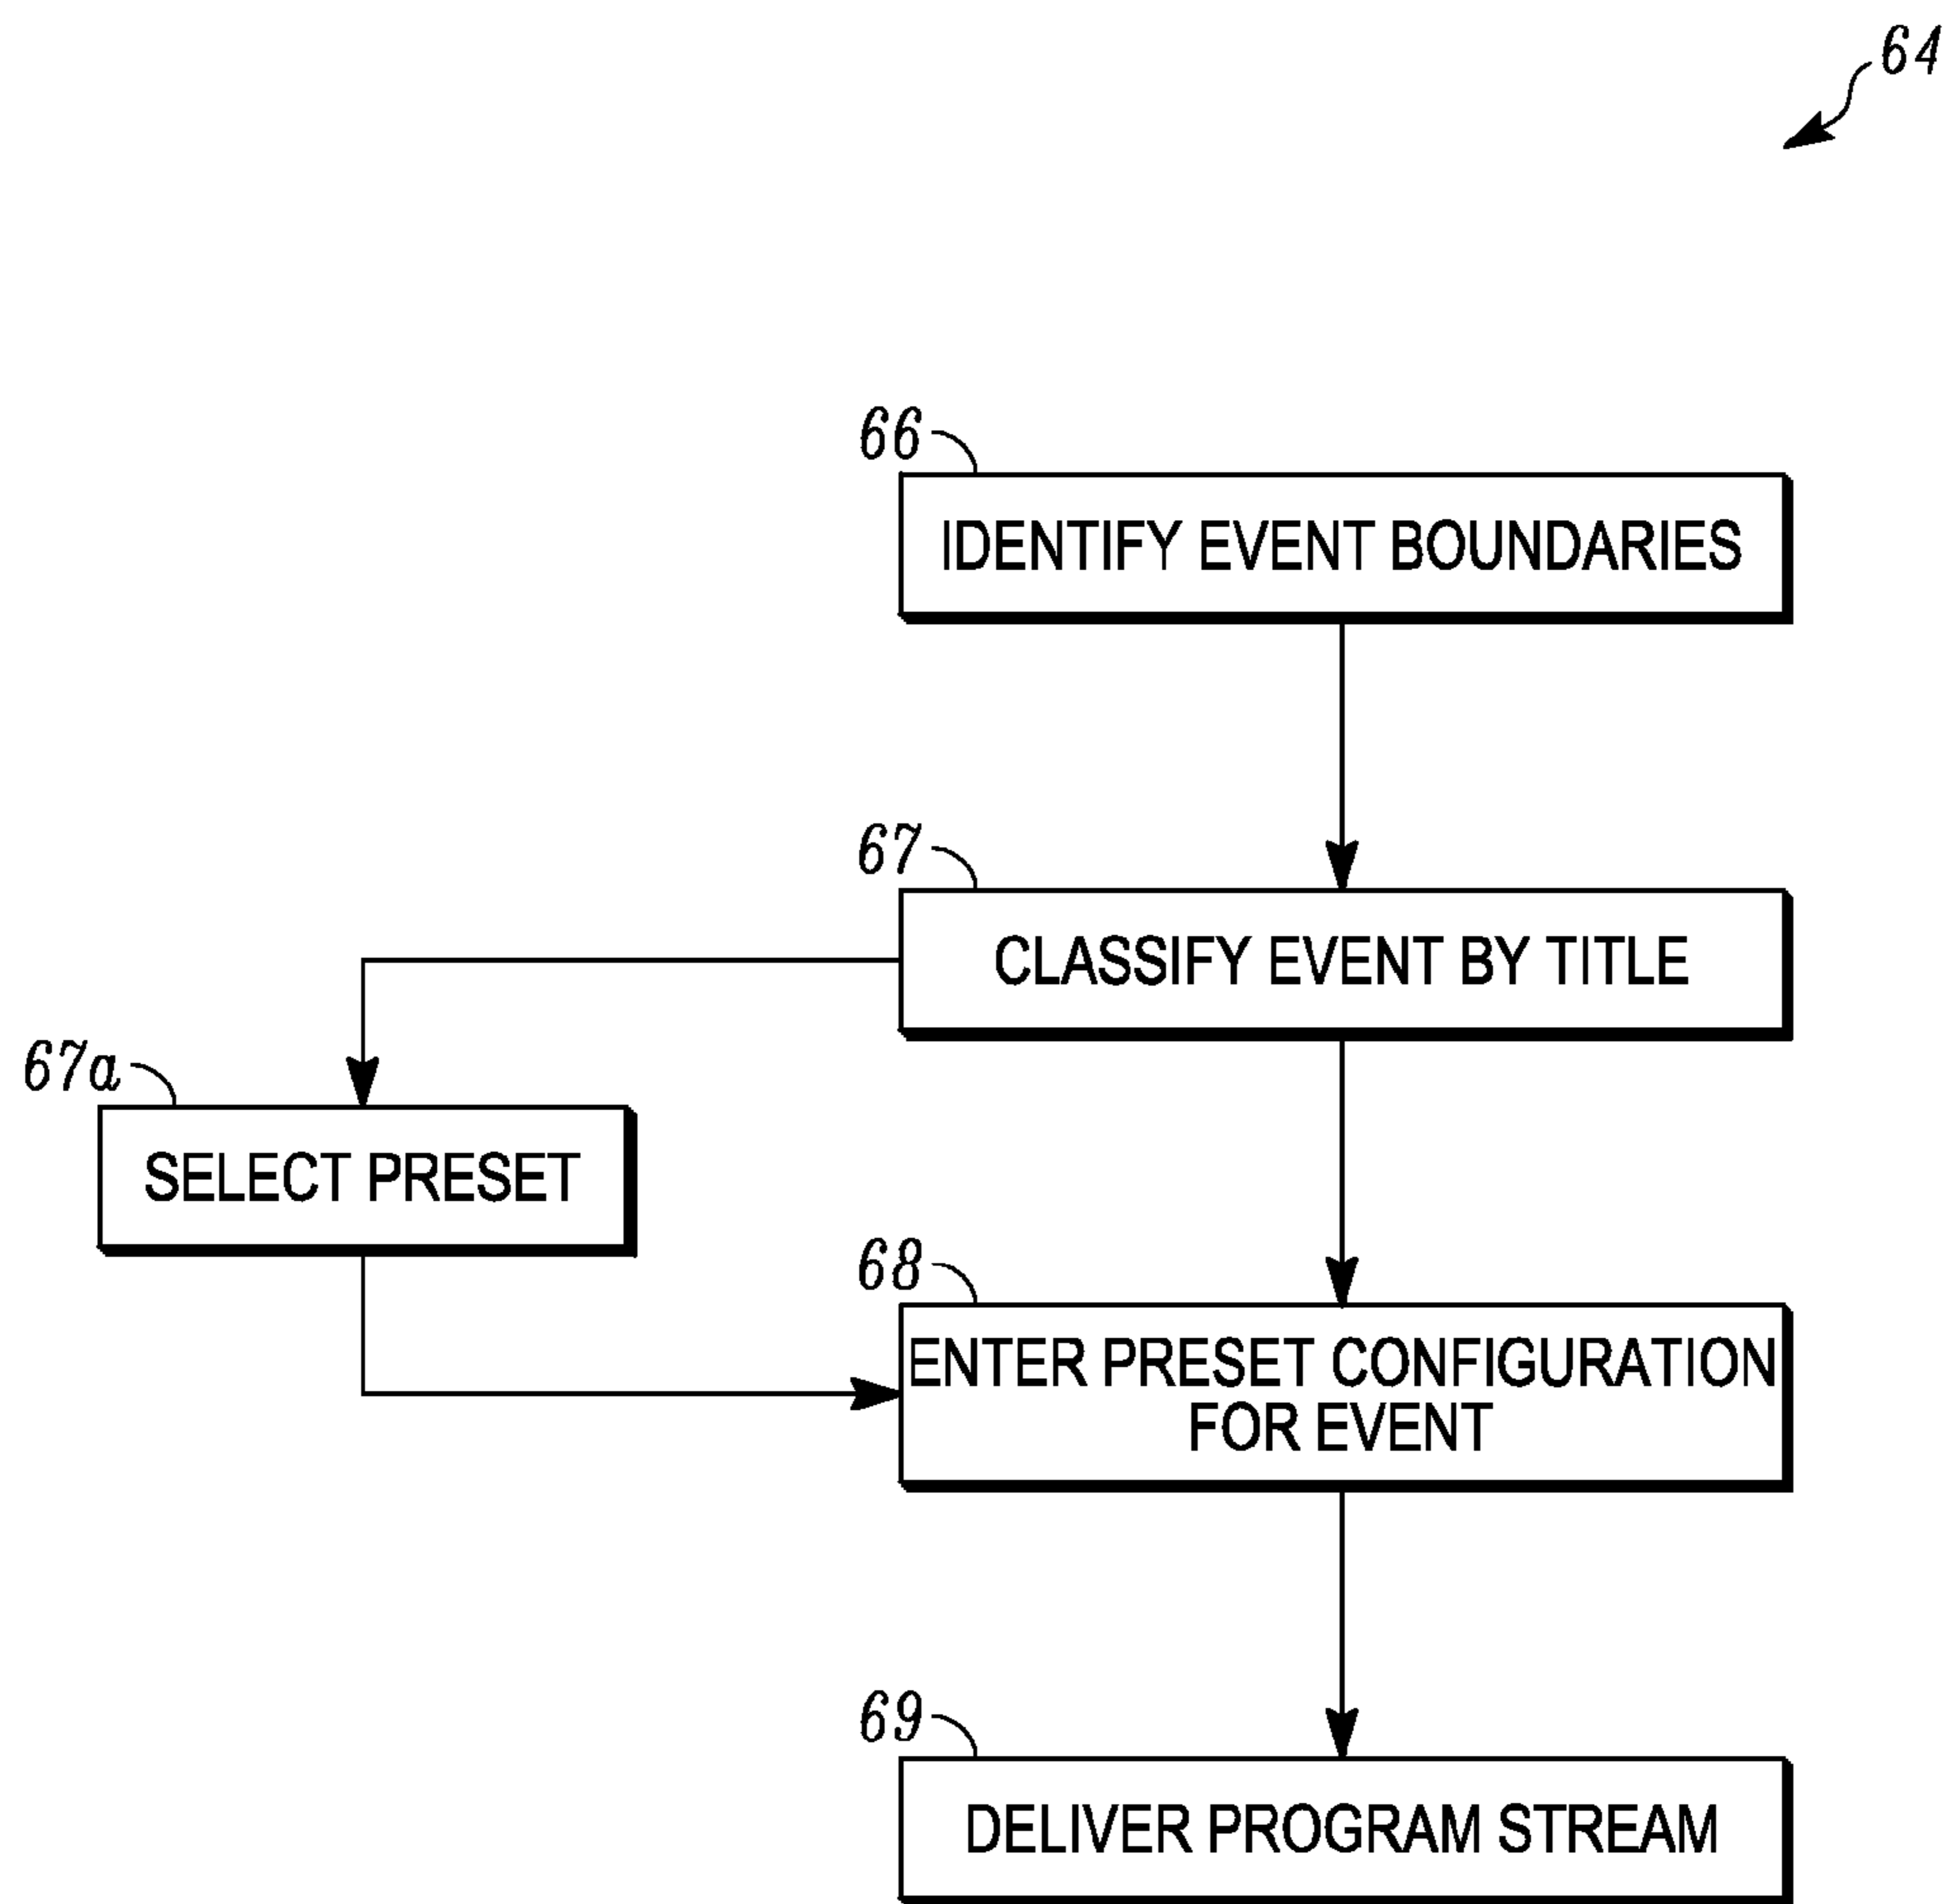 64
66
IDENTIFY EVENT BOUNDARIES
67
CLASSIFY EVENT BY TITLE
67a
SELECT PRESET
68
ENTER PRESET CONFIGURATION
FOR EVENT
69
DELIVER PROGRAM STREAM